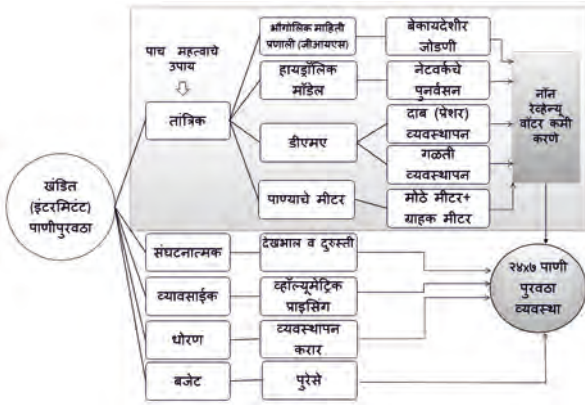 पाच महत्वाचे
उपाय
भौगोलिक माहिती
प्रणाली (जीआयएस)
बेकायदेशीर
जोडणी
हायड्रॉलिक
मॉडेल
नेटवर्कचे
पुनर्वसन
तांत्रिक
डीएमए
दाब (प्रेशर)
व्यवस्थापन
गळती
व्यवस्थापन
पाण्याचे मीटर
मोठे मीटर+
ग्राहक मीटर
नॉन
रेव्हेन्यू
वॉटर कमी
करणे
खंडित
(इंटरमिटंट)
पाणीपुरवठा
संघटनात्मक
देखभाल व दुरुस्ती
व्यावसाईक
व्हॉल्यूमेट्रिक
प्राइसिंग
धोरण
व्यवस्थापन
करार
बजेट
पुरेसे
२४x७ पाणी
पुरवठा
व्यवस्था